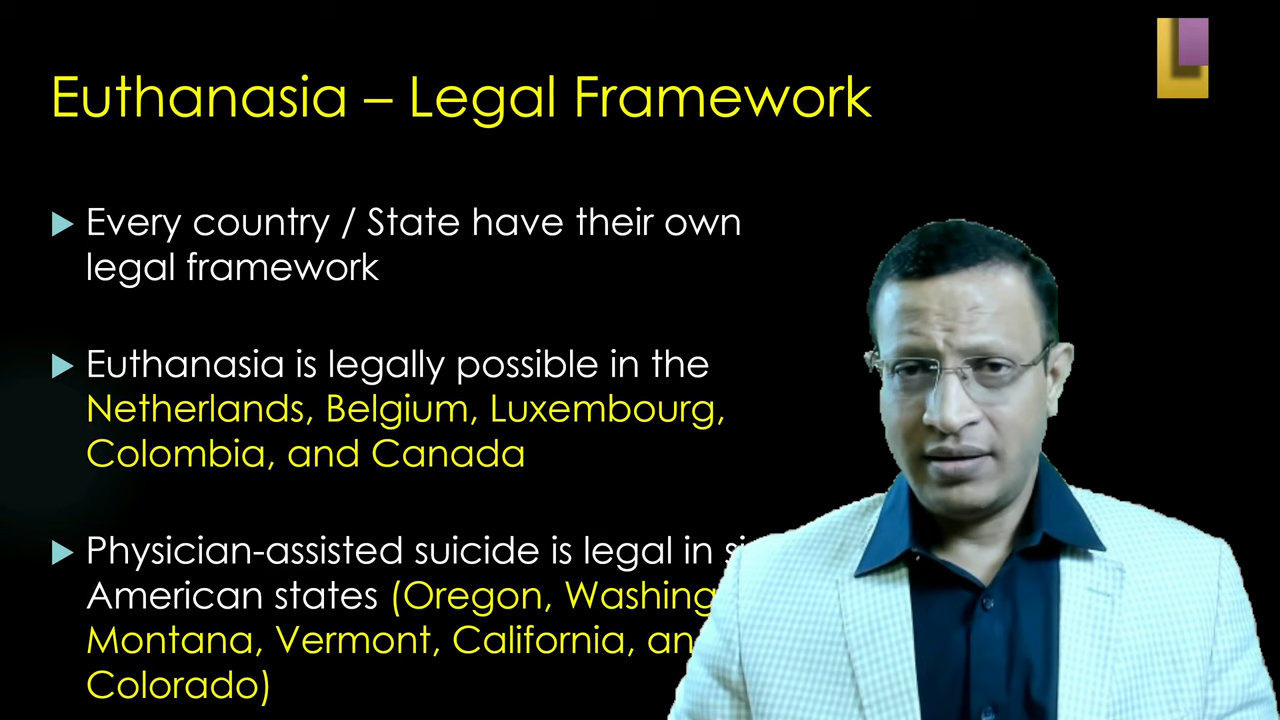 Euthanasia – Legal Framework
Every country / State have their own
legal framework
Euthanasia is legally possible in the
Netherlands, Belgium, Luxembourg,
Colombia, and Canada
Physician-assisted suicide is legal in
American states (Oregon,
Montana, Vermont, California,
Colorado)